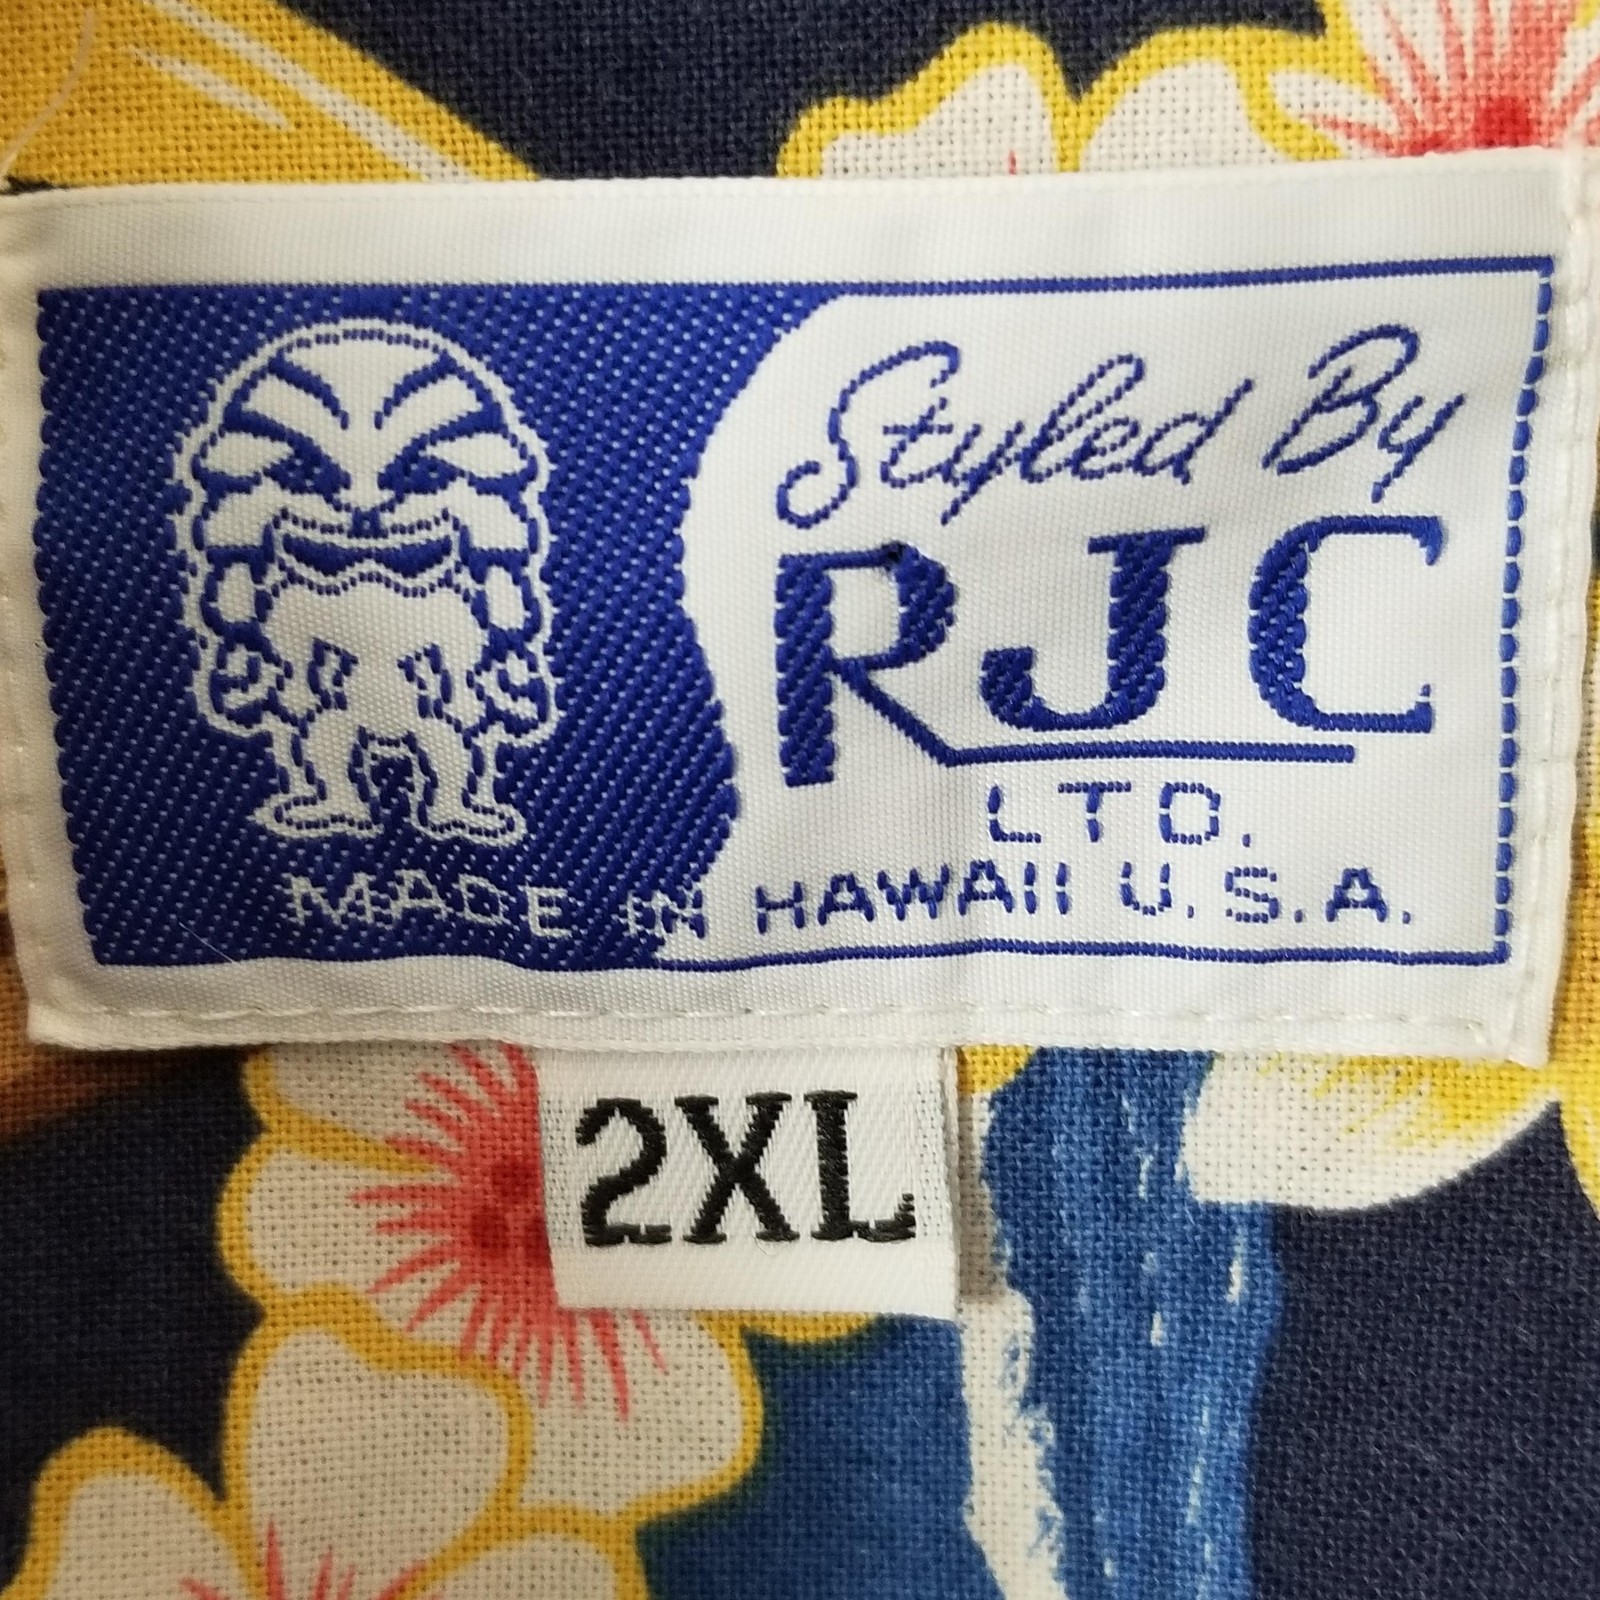 Styled By
RJC
LTD.
MADE IN HAWAII U.S.A.
2XL